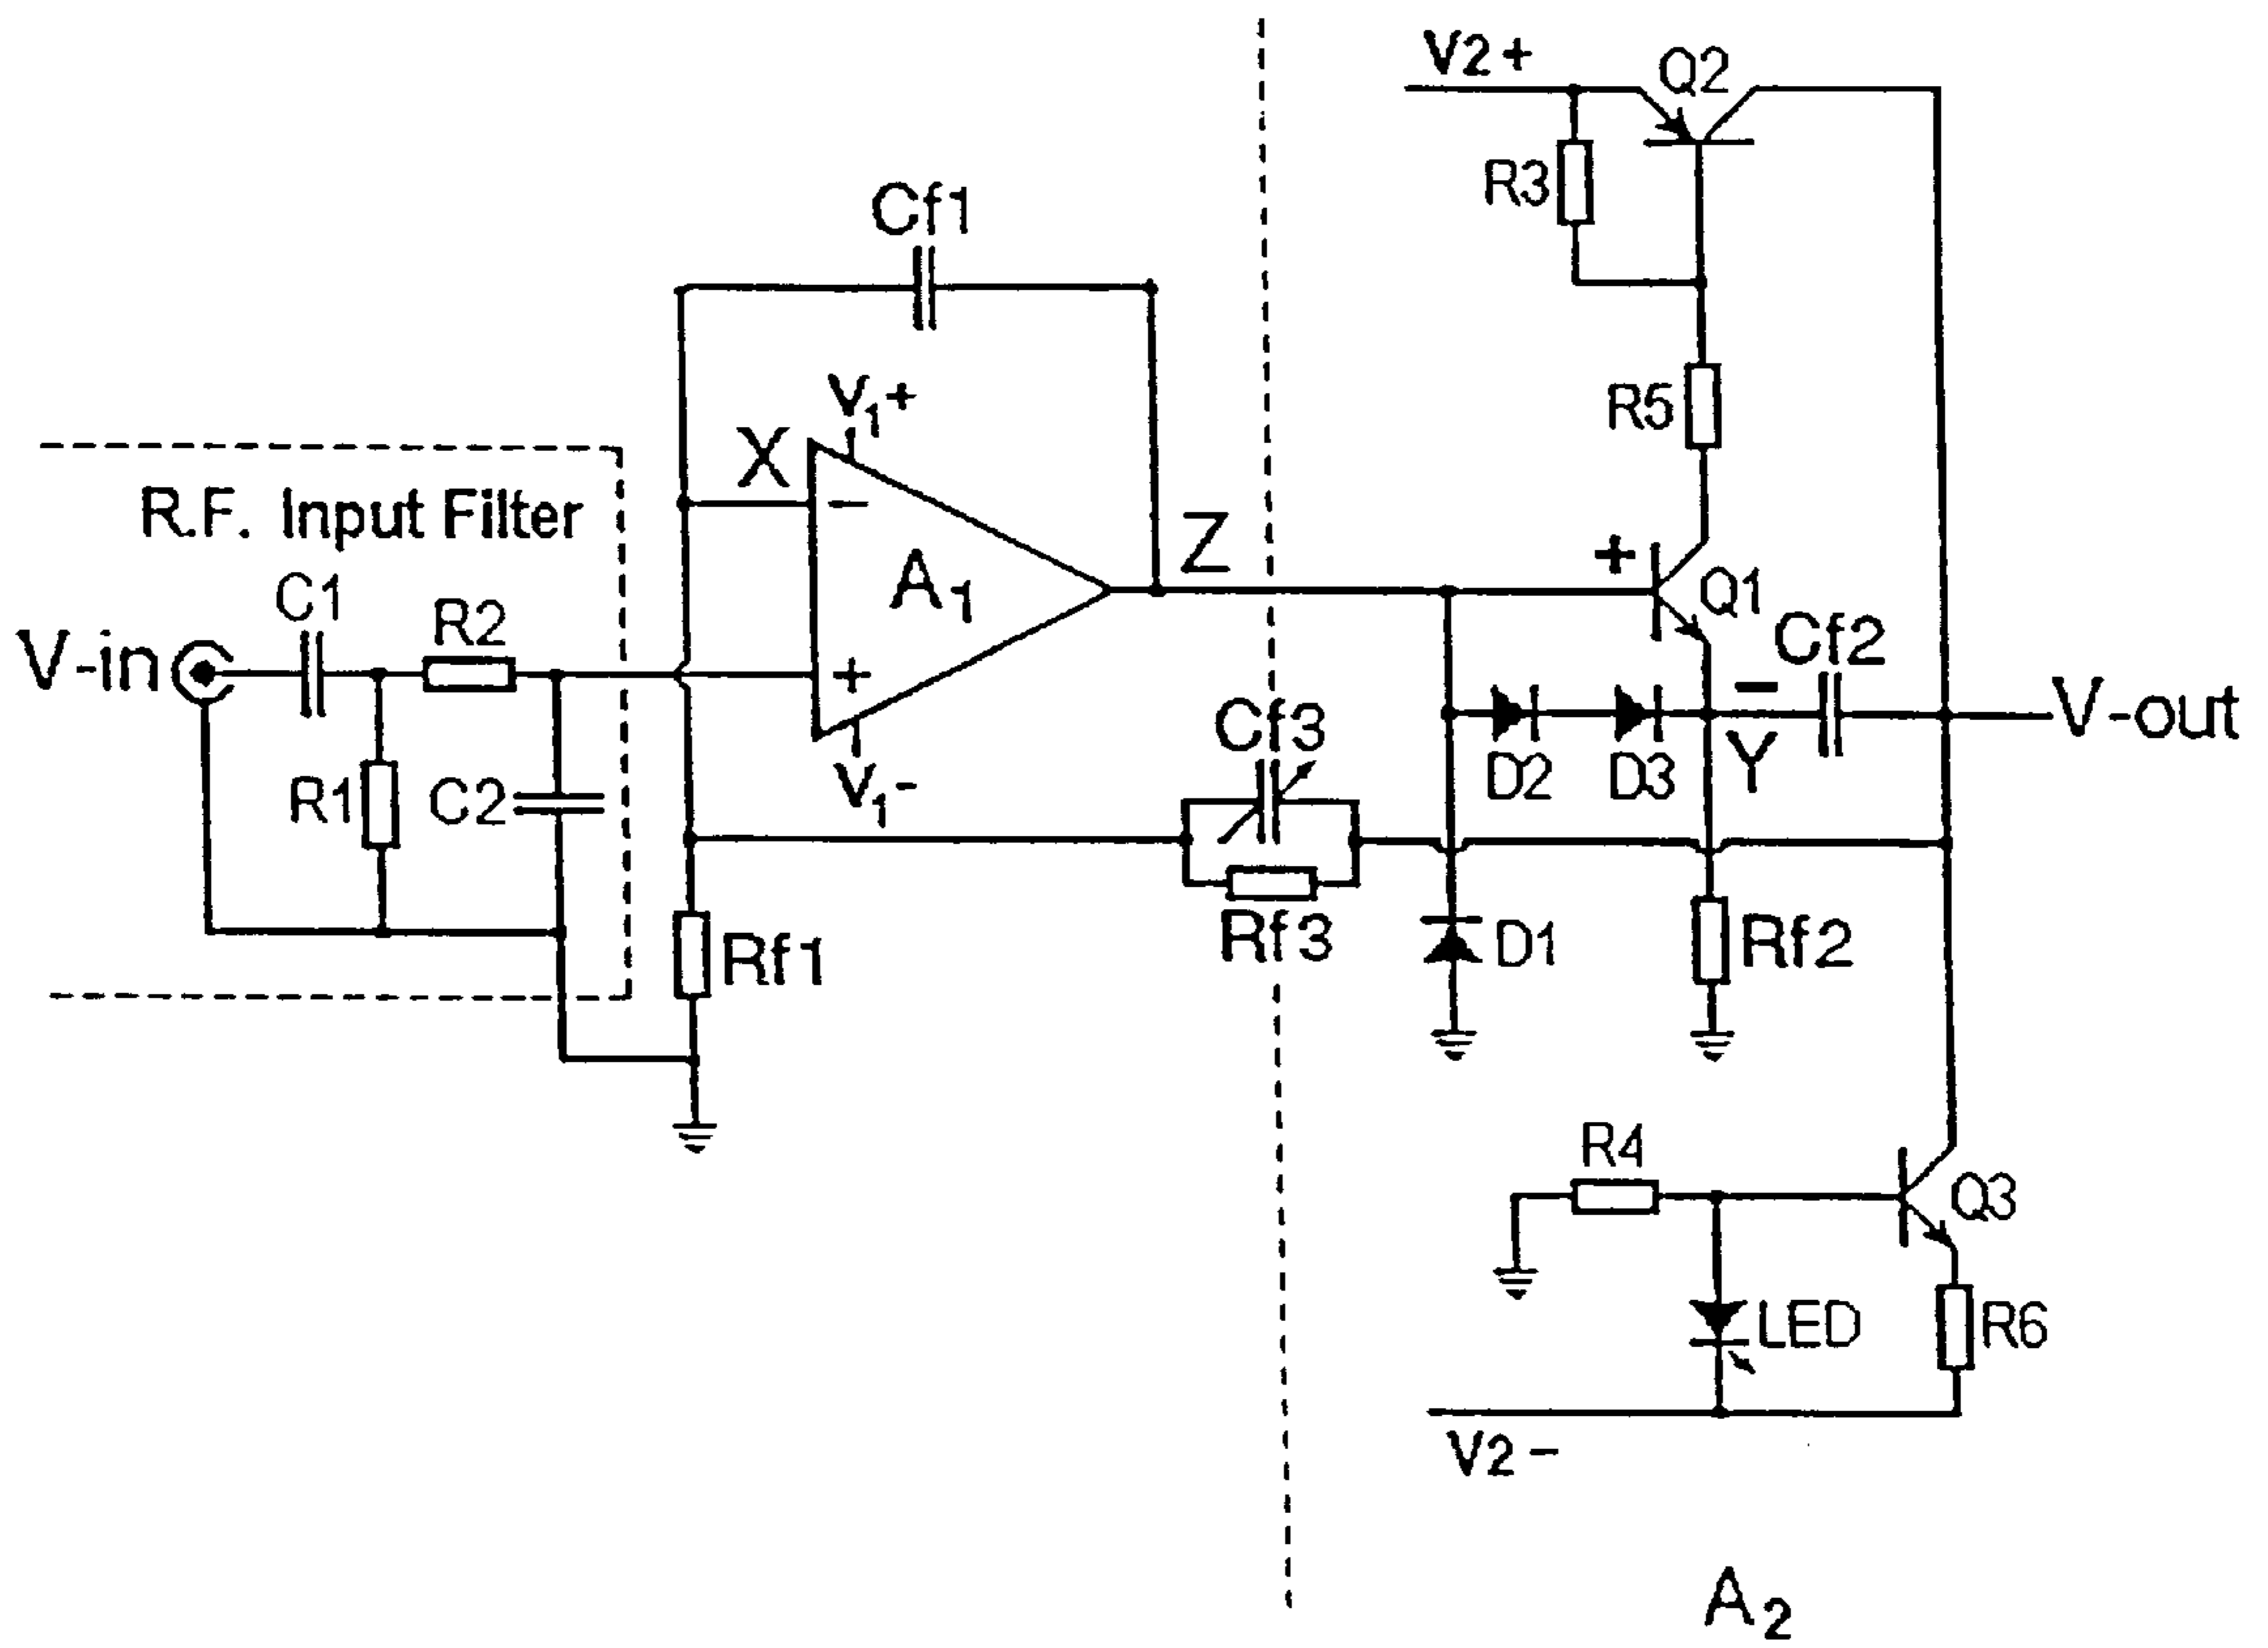 V2+
Q2
R3
Cf1
R5
V1+
X
R.F. Input Filter
−
A1
Z
+
Q1
C1
R2
Cf2
V-in
+
−
V-out
Cf3
Y
D2
D3
V1-
R1
C2
Rf3
D1
Rf2
Rf1
R4
Q3
LED
R6
V2-
A2